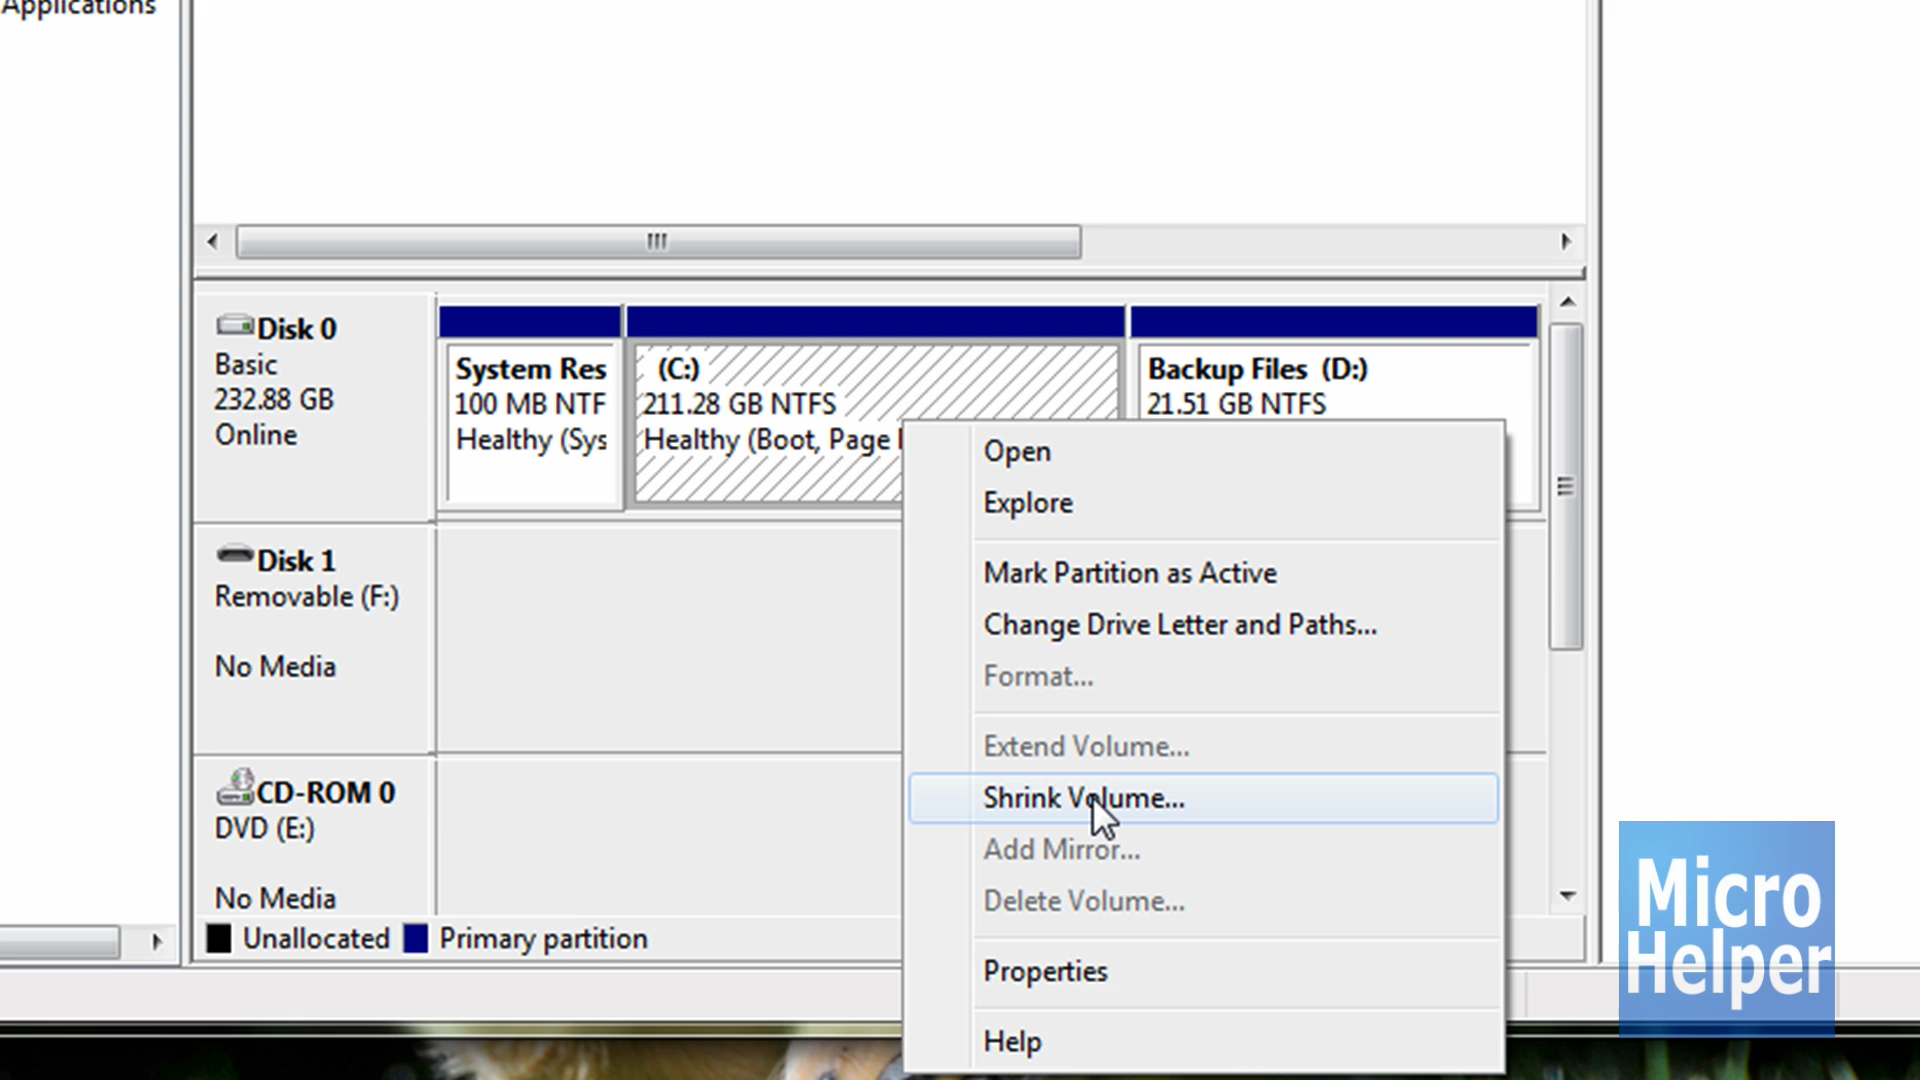 Applications
Disk 0
Basic
232.88 GB
Online
System Res
100 MB NTF
Healthy (Sys
(C:)
211.28 GB NTFS
Healthy (Boot, Page
Backup Files (D:)
21.51 GB NTFS
Disk 1
Removable (F:)
No Media
CD-ROM 0
DVD (E:)
No Media
Unallocated
Primary partition
Open
Explore
Mark Partition as Active
Change Drive Letter and Paths...
Format...
Extend Volume...
Shrink Volume...
Add Mirror...
Delete Volume...
Properties
Help
Micro
Helper